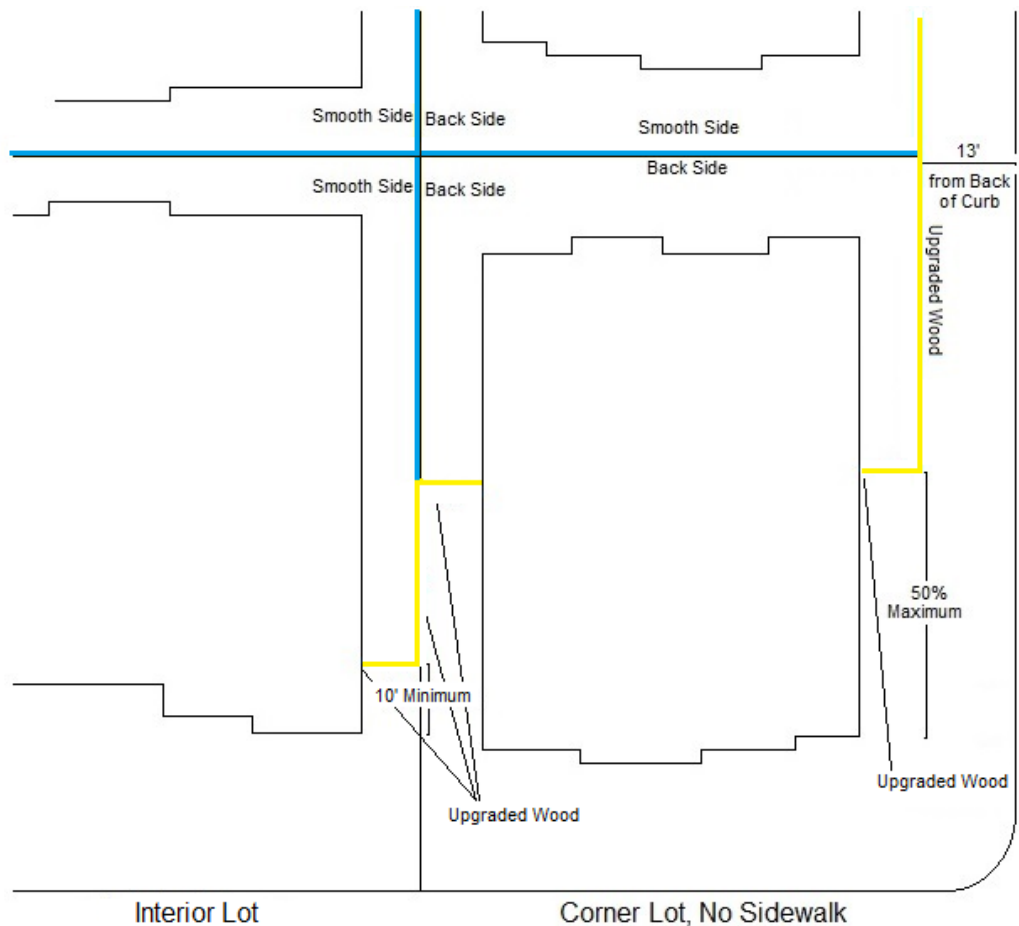 Smooth Side
Back Side
Smooth Side
Back Side
13'
from Back
of Curb
Smooth Side
Back Side
Upgraded Wood
50%
Maximum
10' Minimum
Upgraded Wood
Upgraded Wood
Interior Lot
Corner Lot, No Sidewalk